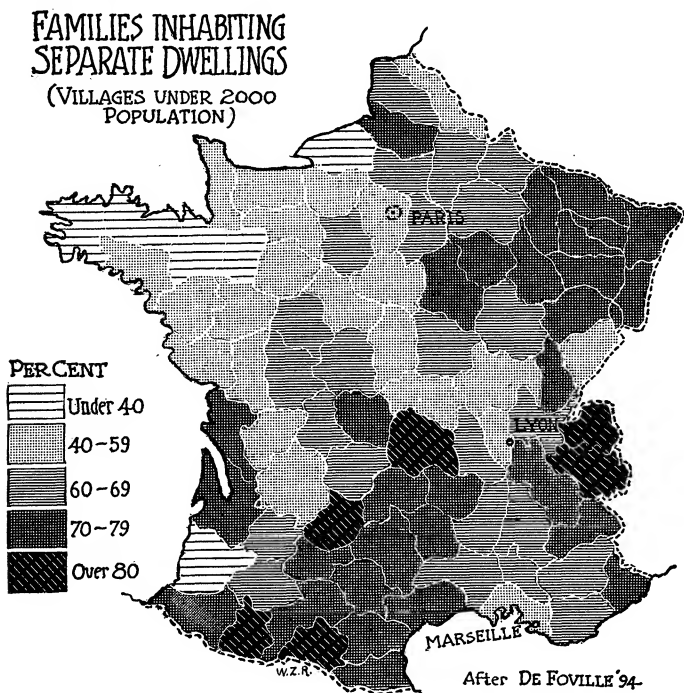 FAMILIES INHABITING
SEPARATE DWELLINGS
(VILLAGES UNDER 2000
POPULATION)
PARIS
PER CENT
Under 40
40-59
60-69
70-79
Over 80
LYON
MARSEILLE
W.Z.R.
After DE FOVILLE '94